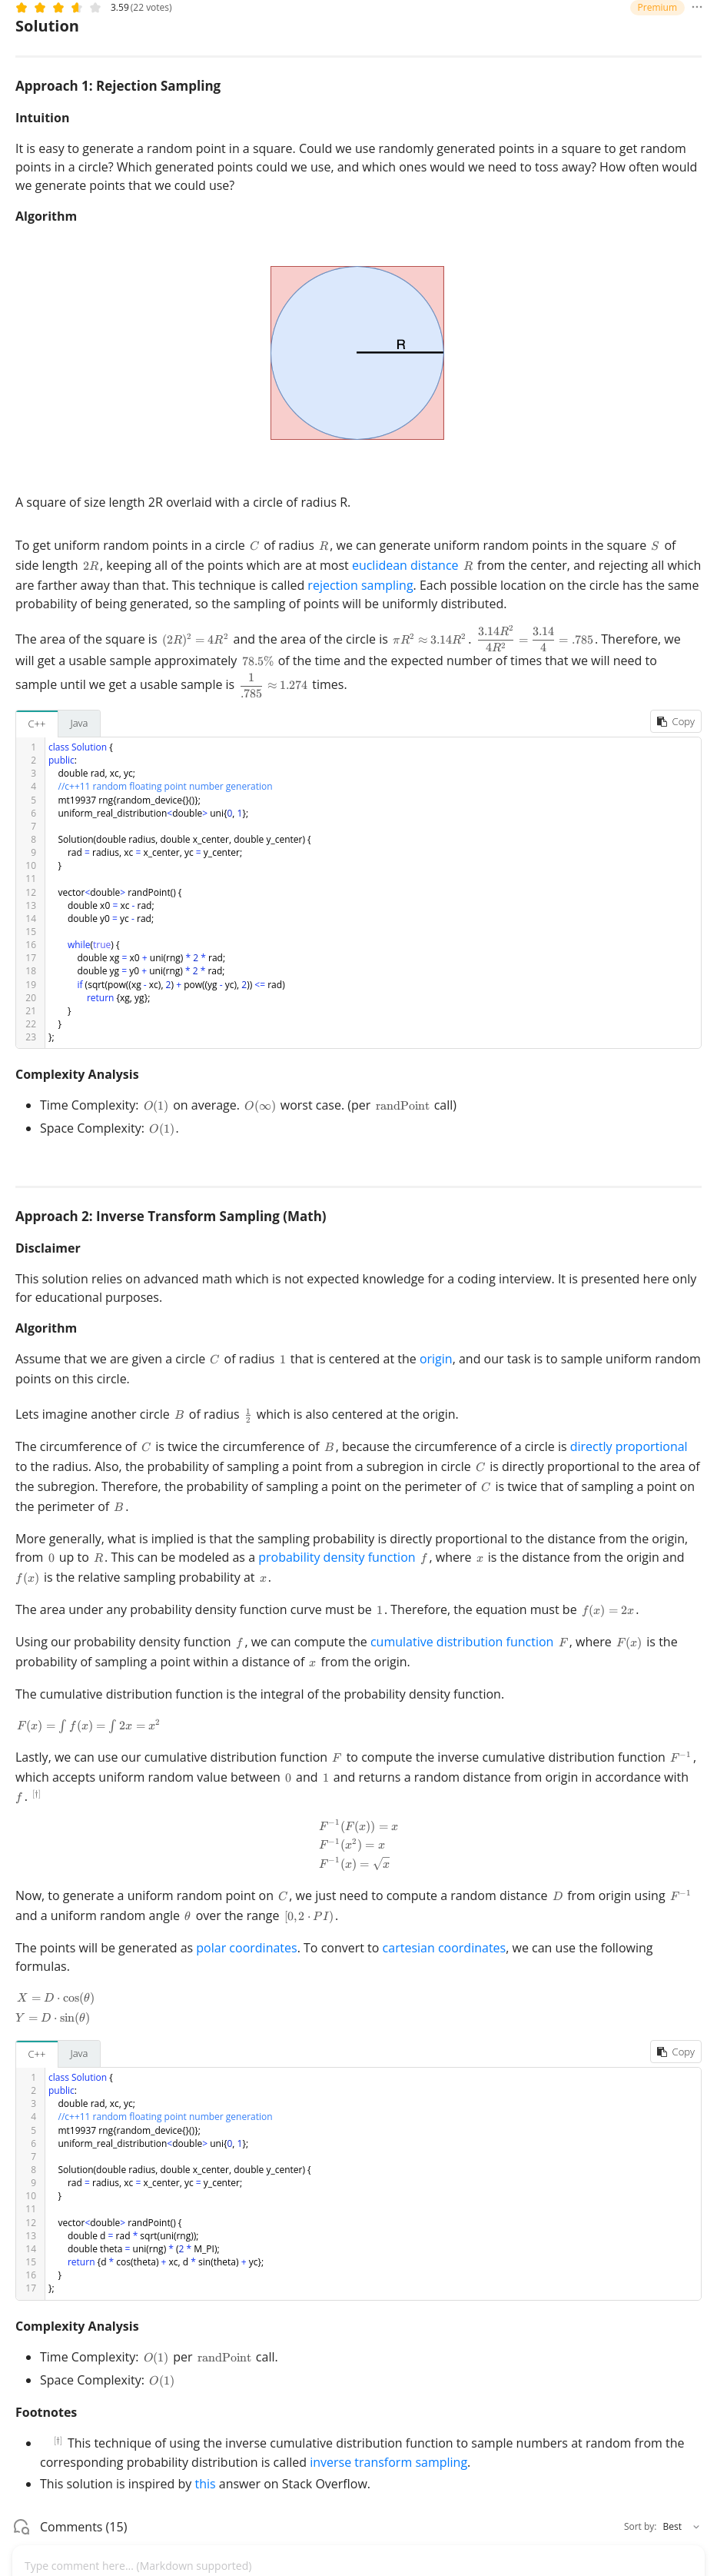 3.59 (22 votes)
Premium
Solution
Approach 1: Rejection Sampling
Intuition
It is easy to generate a random point in a square. Could we use randomly generated points in a square to get random
points in a circle? Which generated points could we use, and which ones would we need to toss away? How often would
we generate points that we could use?
Algorithm
R
A square of size length 2R overlaid with a circle of radius R.
To get uniform random points in a circle C of radius R, we can generate uniform random points in the square S of
side length 2R, keeping all of the points which are at most euclidean distance R from the center, and rejecting all which
are farther away than that. This technique is called rejection sampling. Each possible location on the circle has the same
probability of being generated, so the sampling of points will be uniformly distributed.
The area of the square is (2R)² = 4R² and the area of the circle is πR² ≈ 3.14R². 3.14R²/4R² = 3.14/4 = .785. Therefore, we
will get a usable sample approximately 78.5% of the time and the expected number of times that we will need to
sample until we get a usable sample is 1/.785 ≈ 1.274 times.
C++ Java Copy
1 class Solution {
2 public:
3 double rad, xc, yc;
4 //c++11 random floating point number generation
5 mt19937 rng{random_device{}()};
6 uniform_real_distribution<double> uni{0, 1};
7
8 Solution(double radius, double x_center, double y_center) {
9 rad = radius, xc = x_center, yc = y_center;
10 }
11
12 vector<double> randPoint() {
13 double x0 = xc - rad;
14 double y0 = yc - rad;
15
16 while(true) {
17 double xg = x0 + uni(rng) * 2 * rad;
18 double yg = y0 + uni(rng) * 2 * rad;
19 if (sqrt(pow((xg - xc), 2) + pow((yg - yc), 2)) <= rad)
20 return {xg, yg};
21 }
22 }
23 };
Complexity Analysis
• Time Complexity: O(1) on average. O(∞) worst case. (per randPoint call)
• Space Complexity: O(1).
Approach 2: Inverse Transform Sampling (Math)
Disclaimer
This solution relies on advanced math which is not expected knowledge for a coding interview. It is presented here only
for educational purposes.
Algorithm
Assume that we are given a circle C of radius 1 that is centered at the origin, and our task is to sample uniform random
points on this circle.
Lets imagine another circle B of radius 1/2 which is also centered at the origin.
The circumference of C is twice the circumference of B, because the circumference of a circle is directly proportional
to the radius. Also, the probability of sampling a point from a subregion in circle C is directly proportional to the area of
the subregion. Therefore, the probability of sampling a point on the perimeter of C is twice that of sampling a point on
the perimeter of B.
More generally, what is implied is that the sampling probability is directly proportional to the distance from the origin,
from 0 up to R. This can be modeled as a probability density function f, where x is the distance from the origin and
f(x) is the relative sampling probability at x.
The area under any probability density function curve must be 1. Therefore, the equation must be f(x) = 2x.
Using our probability density function f, we can compute the cumulative distribution function F, where F(x) is the
probability of sampling a point within a distance of x from the origin.
The cumulative distribution function is the integral of the probability density function.
F(x) = ∫ f(x) = ∫ 2x = x²
Lastly, we can use our cumulative distribution function F to compute the inverse cumulative distribution function F⁻¹,
which accepts uniform random value between 0 and 1 and returns a random distance from origin in accordance with
f. [†]
F⁻¹(F(x)) = x
F⁻¹(x²) = x
F⁻¹(x) = √x
Now, to generate a uniform random point on C, we just need to compute a random distance D from origin using F⁻¹
and a uniform random angle θ over the range [0, 2 · PI).
The points will be generated as polar coordinates. To convert to cartesian coordinates, we can use the following
formulas.
X = D · cos(θ)
Y = D · sin(θ)
C++ Java Copy
1 class Solution {
2 public:
3 double rad, xc, yc;
4 //c++11 random floating point number generation
5 mt19937 rng{random_device{}()};
6 uniform_real_distribution<double> uni{0, 1};
7
8 Solution(double radius, double x_center, double y_center) {
9 rad = radius, xc = x_center, yc = y_center;
10 }
11
12 vector<double> randPoint() {
13 double d = rad * sqrt(uni(rng));
14 double theta = uni(rng) * (2 * M_PI);
15 return {d * cos(theta) + xc, d * sin(theta) + yc};
16 }
17 };
Complexity Analysis
• Time Complexity: O(1) per randPoint call.
• Space Complexity: O(1)
Footnotes
• [†] This technique of using the inverse cumulative distribution function to sample numbers at random from the
corresponding probability distribution is called inverse transform sampling.
• This solution is inspired by this answer on Stack Overflow.
Comments (15)
Sort by: Best
Type comment here... (Markdown supported)